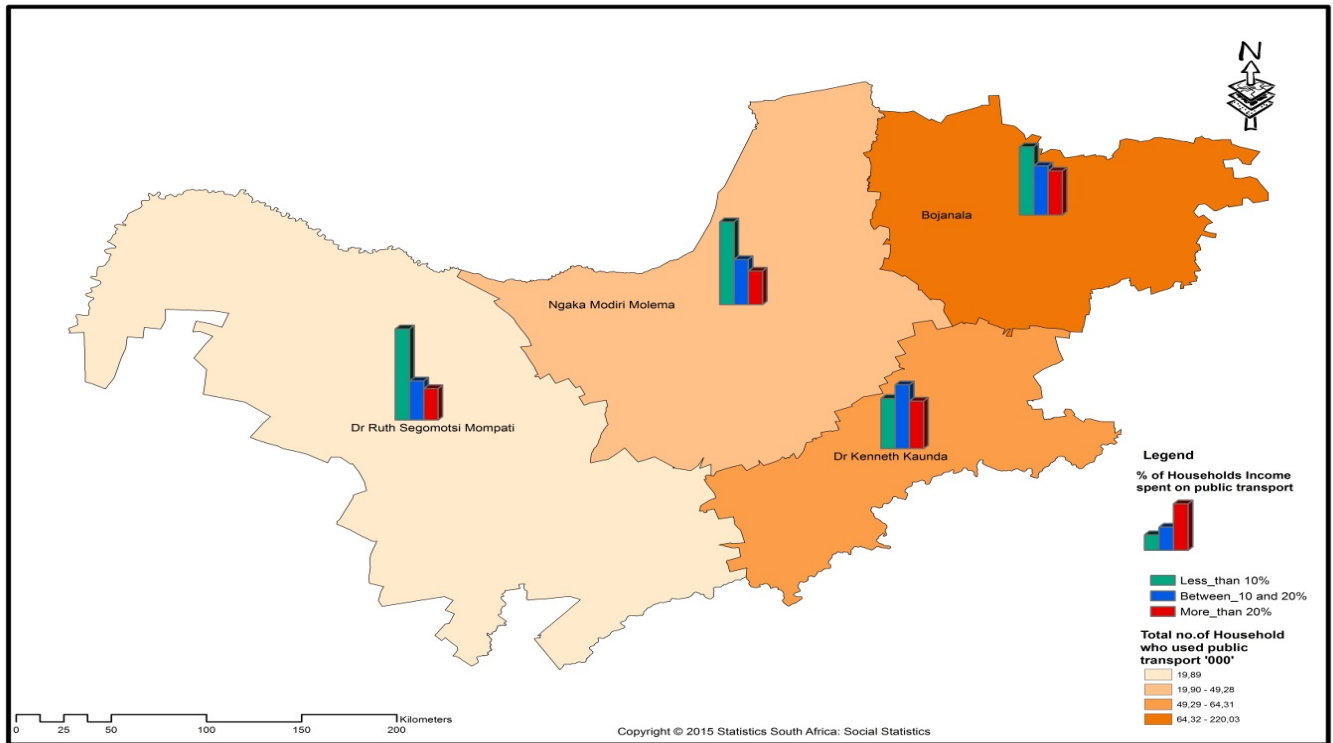 N
Bojanala
Ngaka Modiri Molema
Dr Ruth Segomotsi Mompati
Dr Kenneth Kaunda
Legend
% of Households Income
spent on public transport
Less_than 10%
Between_10 and 20%
More_than 20%
Total no.of Household
who used public
transport '000'
19,89
19,90 - 49,28
49,29 - 64,31
64,32 - 220,03
Kilometers
0 25 50 100 150 200
Copyright © 2015 Statistics South Africa: Social Statistics